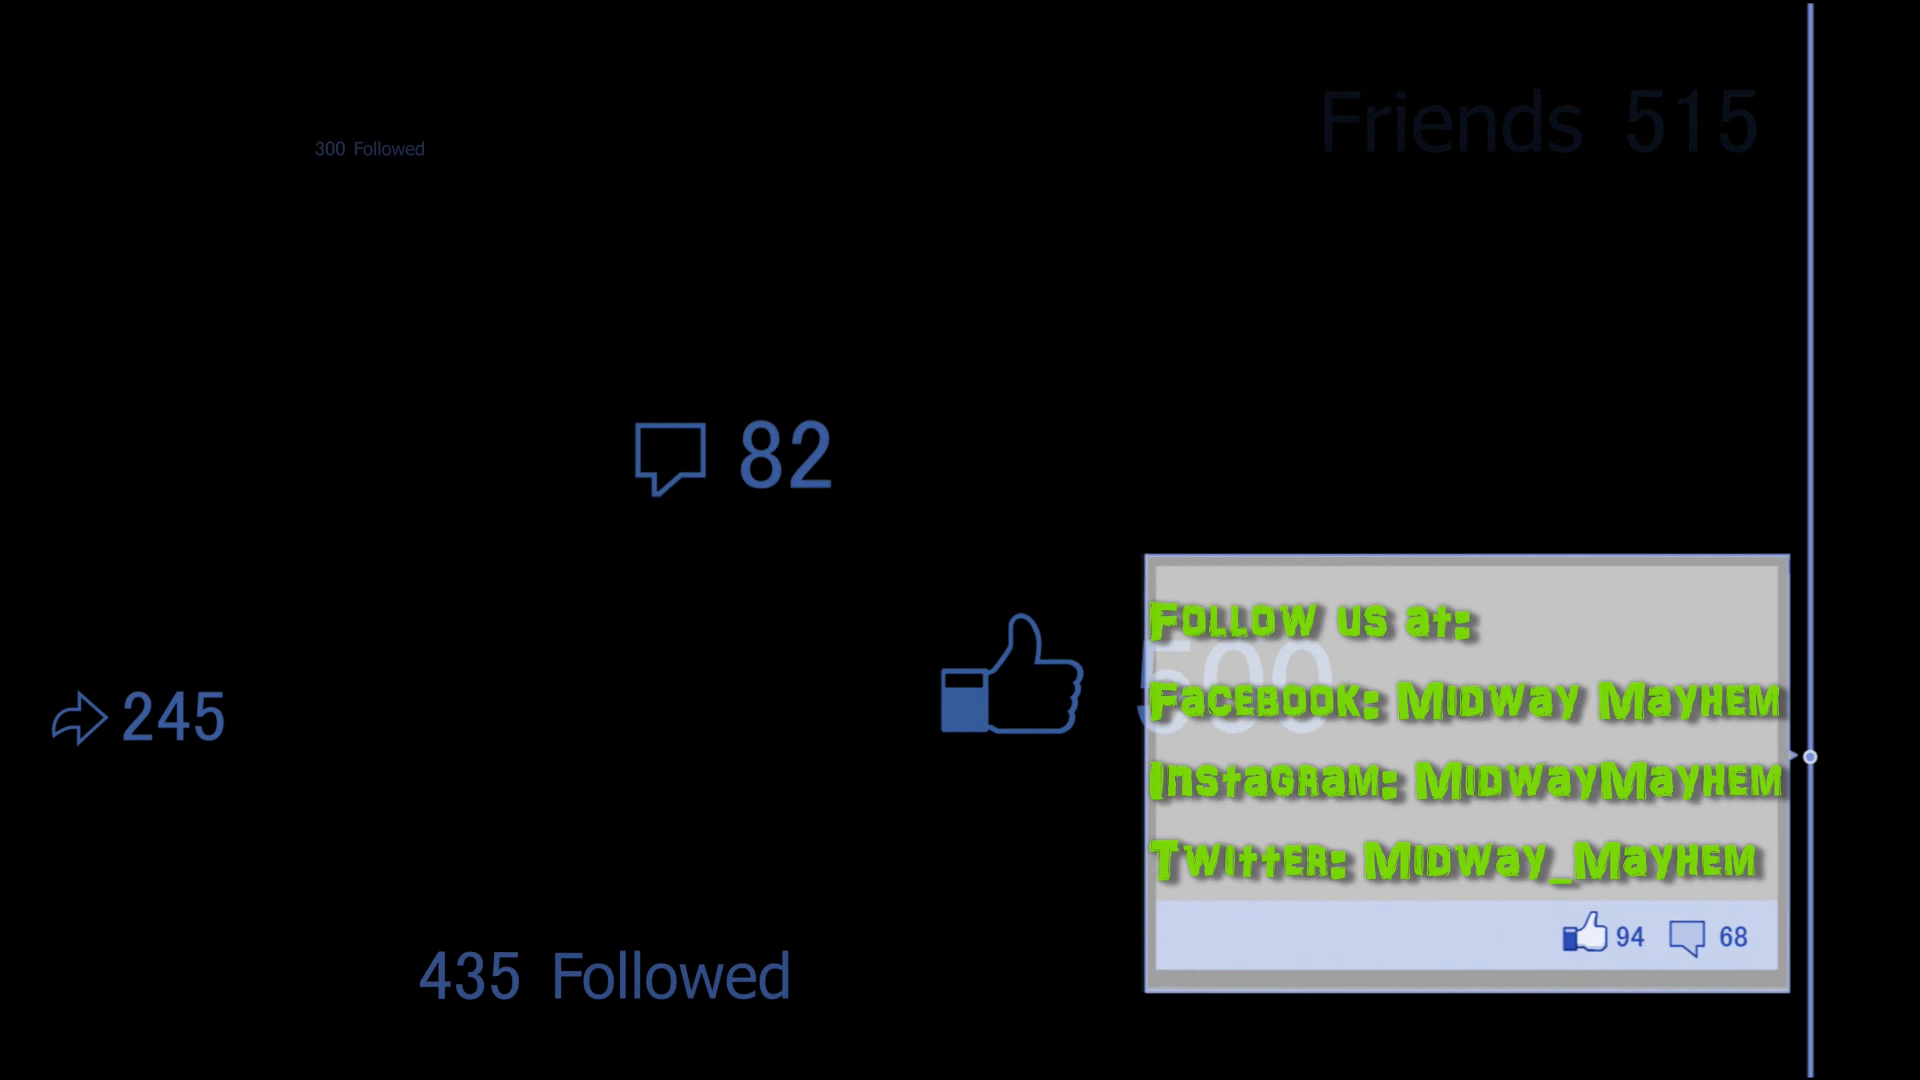 Friends 515
300 Followed
82
500
245
Follow us at:
Facebook: Midway Mayhem
Instagram: MidwayMayhem
Twitter: Midway_Mayhem
94 68
435 Followed